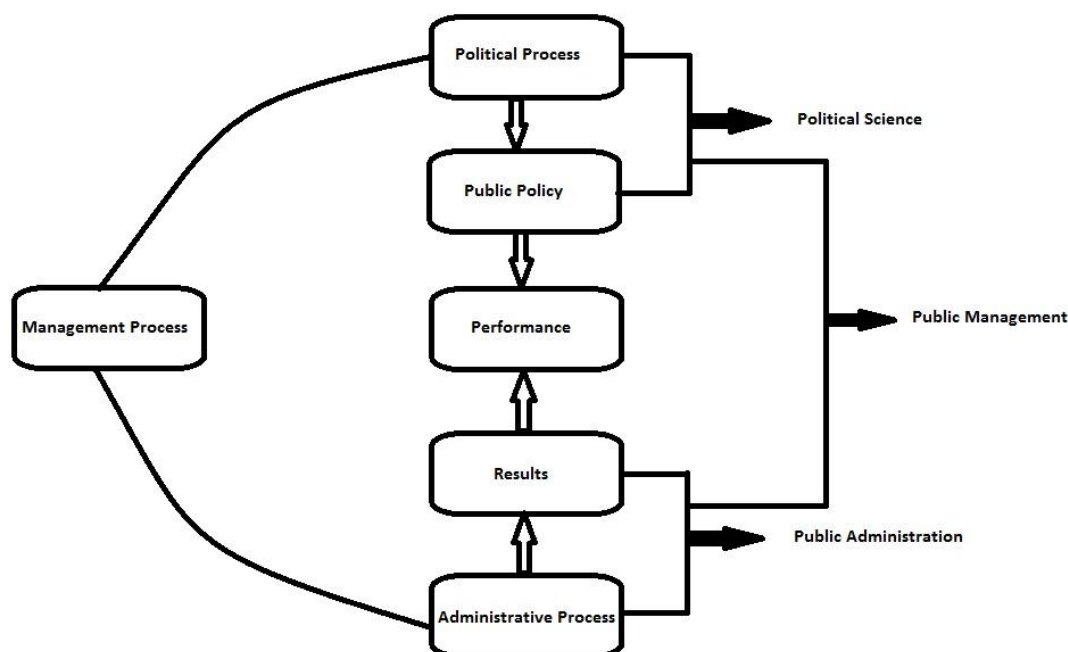 Political Process
Political Science
Public Policy
Management Process
Performance
Public Management
Results
Public Administration
Administrative Process